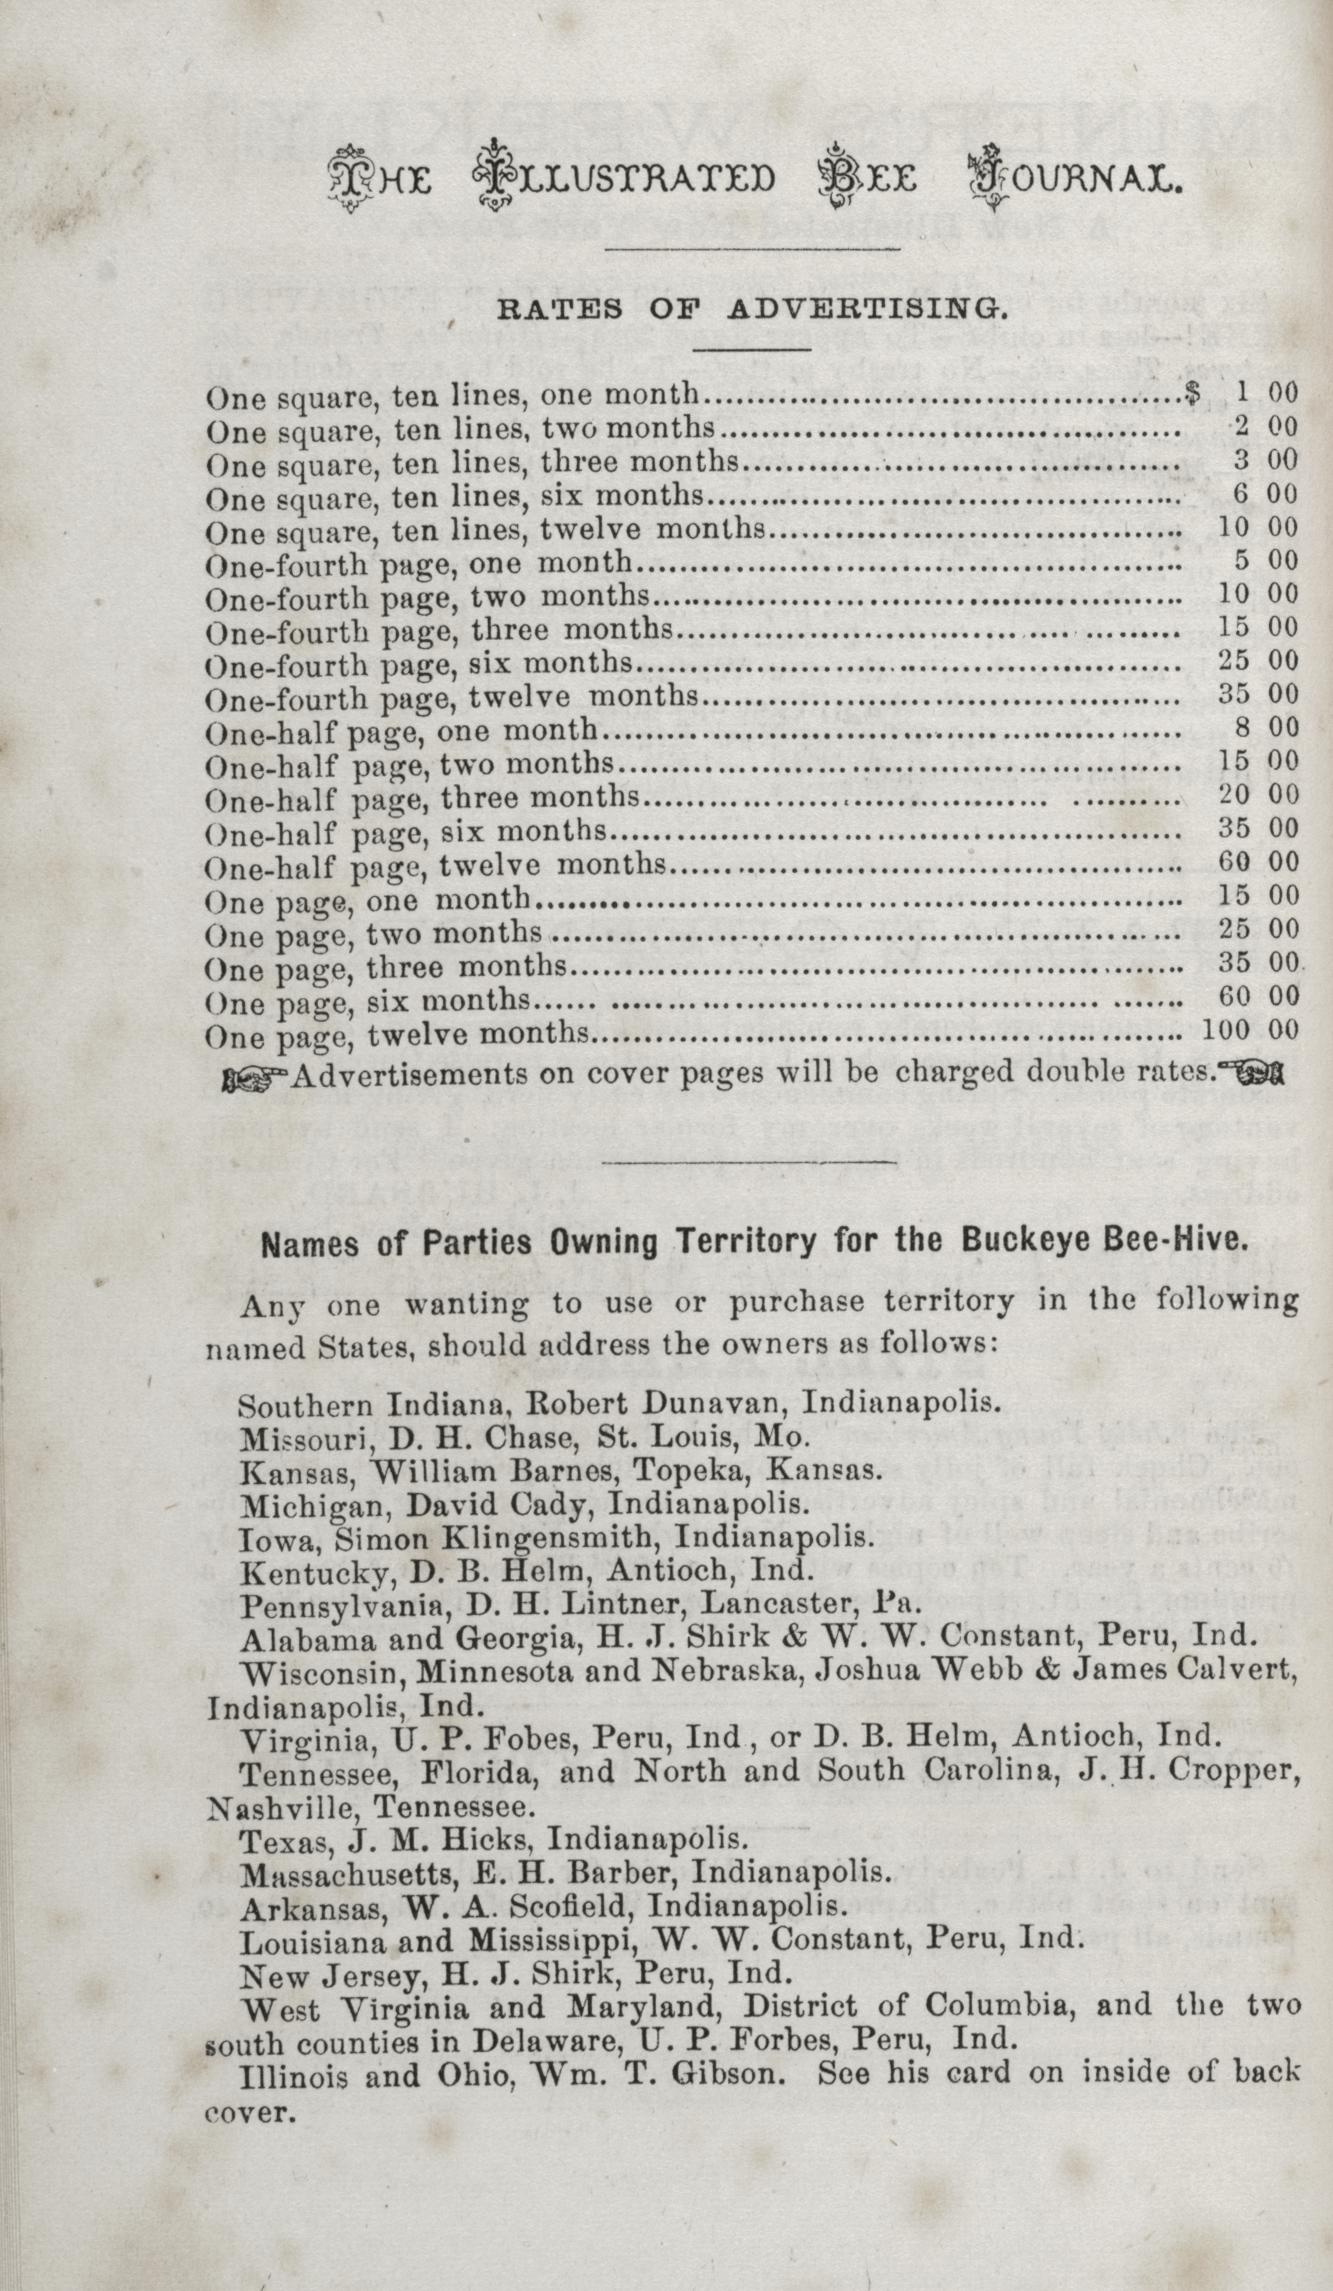 The Illustrated Bee Journal.
RATES OF ADVERTISING.
One square, ten lines, one month........................$ 1 00
One square, ten lines, two months........................ 2 00
One square, ten lines, three months........................ 3 00
One square, ten lines, six months........................ 6 00
One square, ten lines, twelve months........................ 10 00
One-fourth page, one month........................ 5 00
One-fourth page, two months........................ 10 00
One-fourth page, three months........................ 15 00
One-fourth page, six months........................ 25 00
One-fourth page, twelve months........................ 35 00
One-half page, one month........................ 8 00
One-half page, two months........................ 15 00
One-half page, three months........................ 20 00
One-half page, six months........................ 35 00
One-half page, twelve months........................ 60 00
One page, one month........................ 15 00
One page, two months........................ 25 00
One page, three months........................ 35 00
One page, six months........................ 60 00
One page, twelve months........................ 100 00
☞Advertisements on cover pages will be charged double rates.☜
Names of Parties Owning Territory for the Buckeye Bee-Hive.
Any one wanting to use or purchase territory in the following
named States, should address the owners as follows:
Southern Indiana, Robert Dunavan, Indianapolis.
Missouri, D. H. Chase, St. Louis, Mo.
Kansas, William Barnes, Topeka, Kansas.
Michigan, David Cady, Indianapolis.
Iowa, Simon Klingensmith, Indianapolis.
Kentucky, D. B. Helm, Antioch, Ind.
Pennsylvania, D. H. Lintner, Lancaster, Pa.
Alabama and Georgia, H. J. Shirk & W. W. Constant, Peru, Ind.
Wisconsin, Minnesota and Nebraska, Joshua Webb & James Calvert,
Indianapolis, Ind.
Virginia, U. P. Fobes, Peru, Ind , or D. B. Helm, Antioch, Ind.
Tennessee, Florida, and North and South Carolina, J. H. Cropper,
Nashville, Tennessee.
Texas, J. M. Hicks, Indianapolis.
Massachusetts, E. H. Barber, Indianapolis.
Arkansas, W. A. Scofield, Indianapolis.
Louisiana and Mississippi, W. W. Constant, Peru, Ind.
New Jersey, H. J. Shirk, Peru, Ind.
West Virginia and Maryland, District of Columbia, and the two
south counties in Delaware, U. P. Forbes, Peru, Ind.
Illinois and Ohio, Wm. T. Gibson. See his card on inside of back
cover.